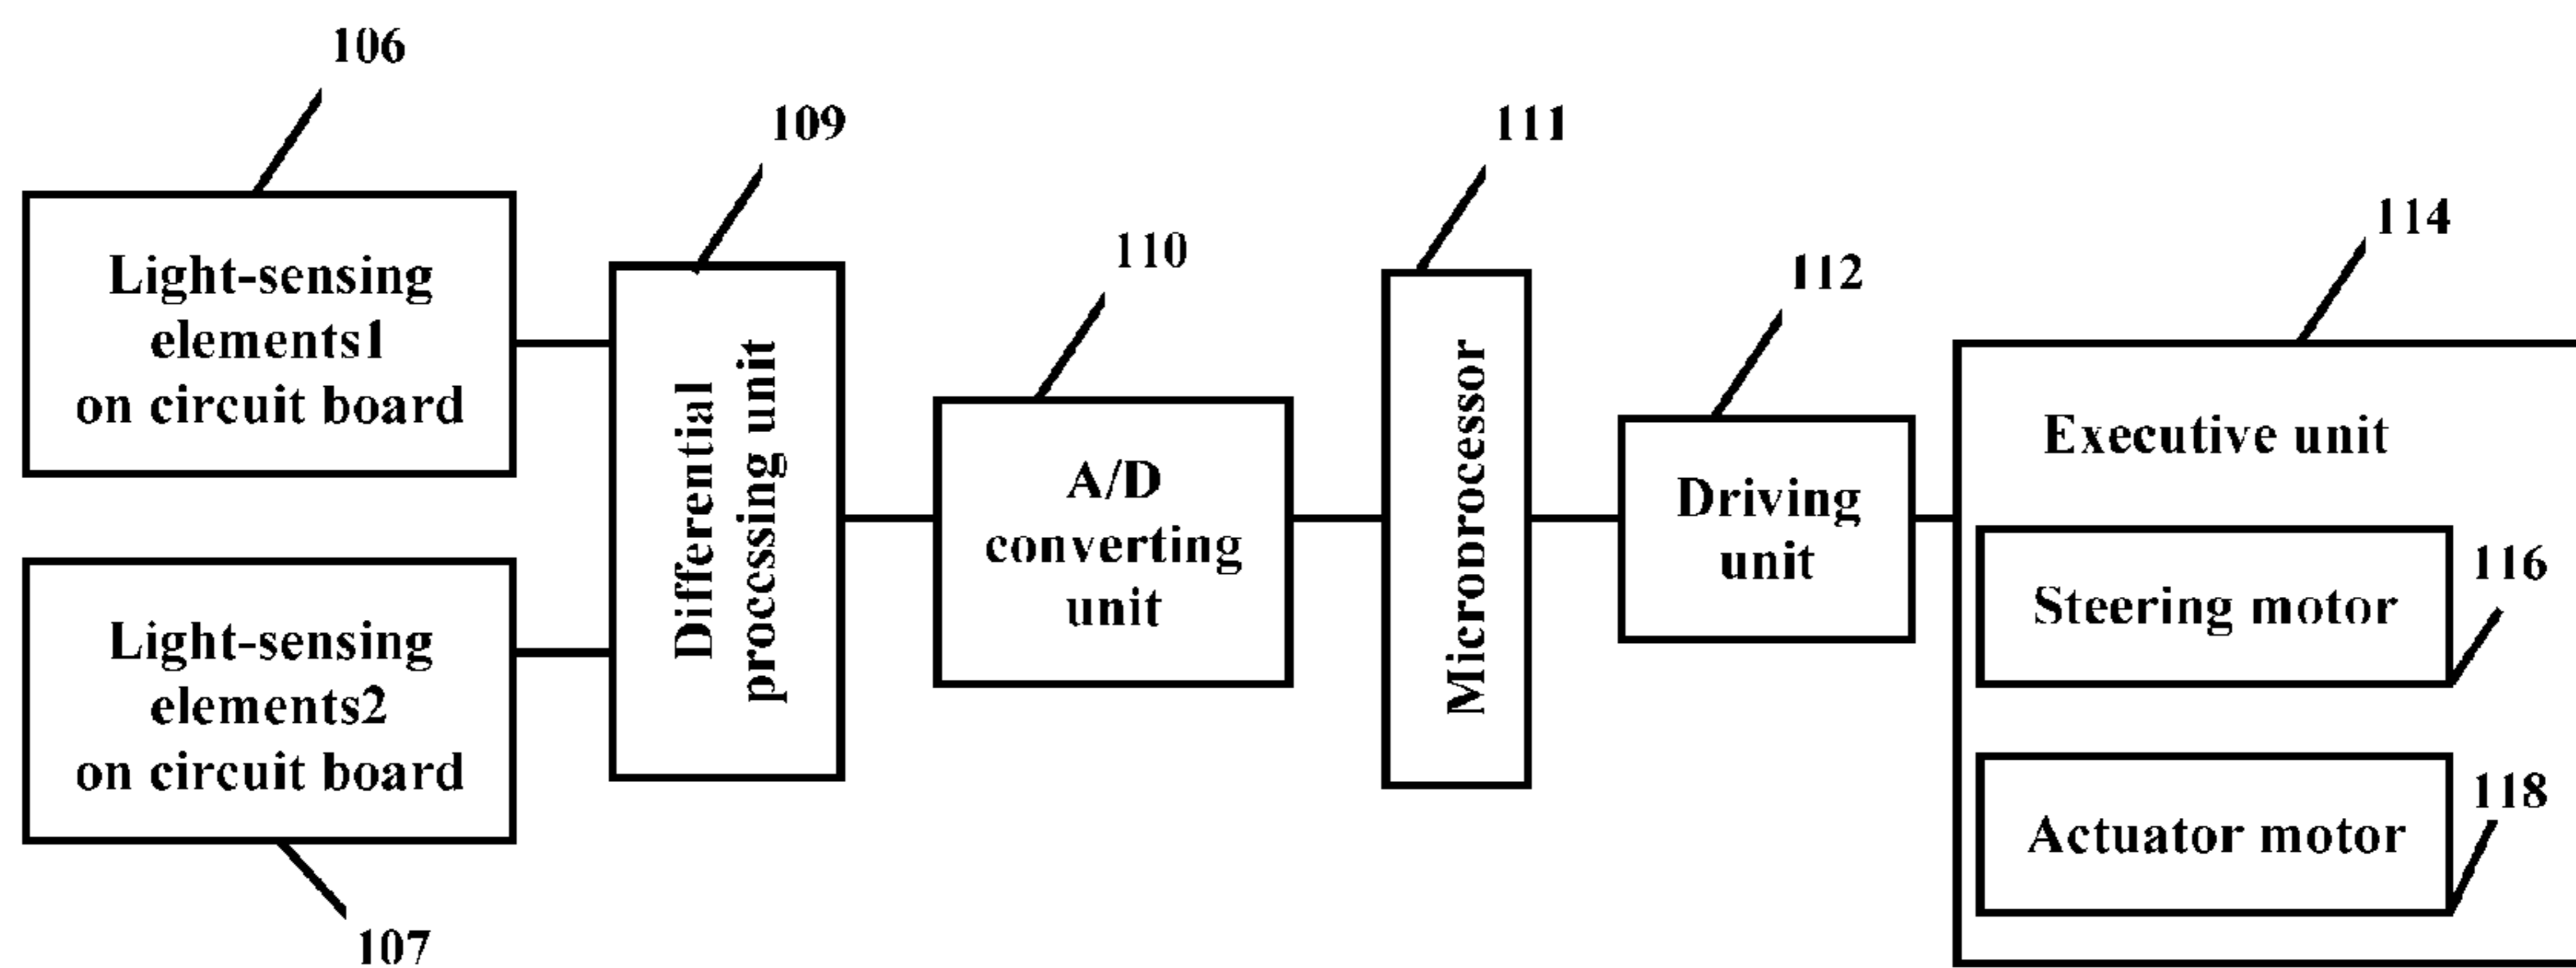 106
109
111
110
114
112
Light-sensing
elements1
on circuit board
Differential
processing unit
A/D
converting
unit
Microprocessor
Driving
unit
Executive unit
Steering motor
116
Actuator motor
118
Light-sensing
elements2
on circuit board
107